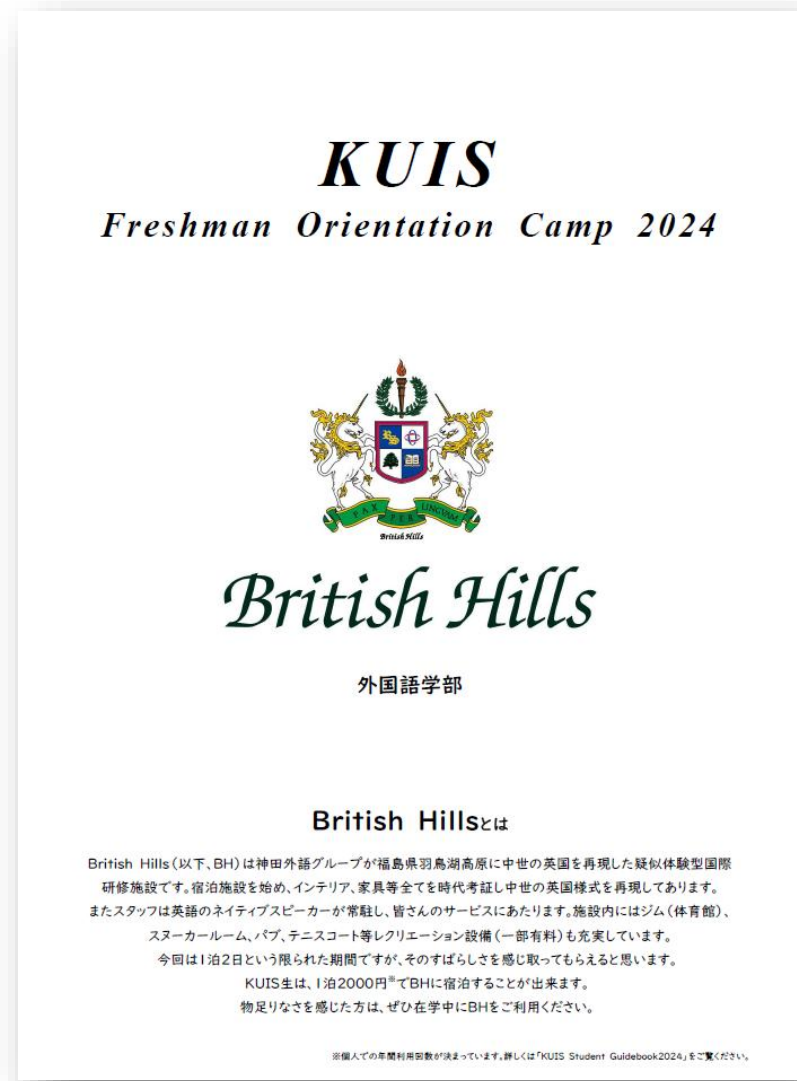 KUIS
Freshman Orientation Camp 2024
BS
PAX PER LINGVAM
British Hills
British Hills
外国語学部
British Hillsとは
British Hills(以下、BH)は神田外語グループが福島県羽鳥湖高原に中世の英国を再現した疑似体験型国際
研修施設です。宿泊施設を始め、インテリア、家具等全てを時代考証し中世の英国様式を再現してあります。
またスタッフは英語のネイティブスピーカーが常駐し、皆さんのサービスにあたります。施設内にはジム(体育館)、
スヌーカールーム、パブ、テニスコート等レクリエーション設備(一部有料)も充実しています。
今回は1泊2日という限られた期間ですが、そのすばらしさを感じ取ってもらえると思います。
KUIS生は、1泊2000円※でBHに宿泊することが出来ます。
物足りなさを感じた方は、ぜひ在学中にBHをご利用ください。
※個人での年間利用回数が決まっています。詳しくは「KUIS Student Guidebook2024」をご覧ください。